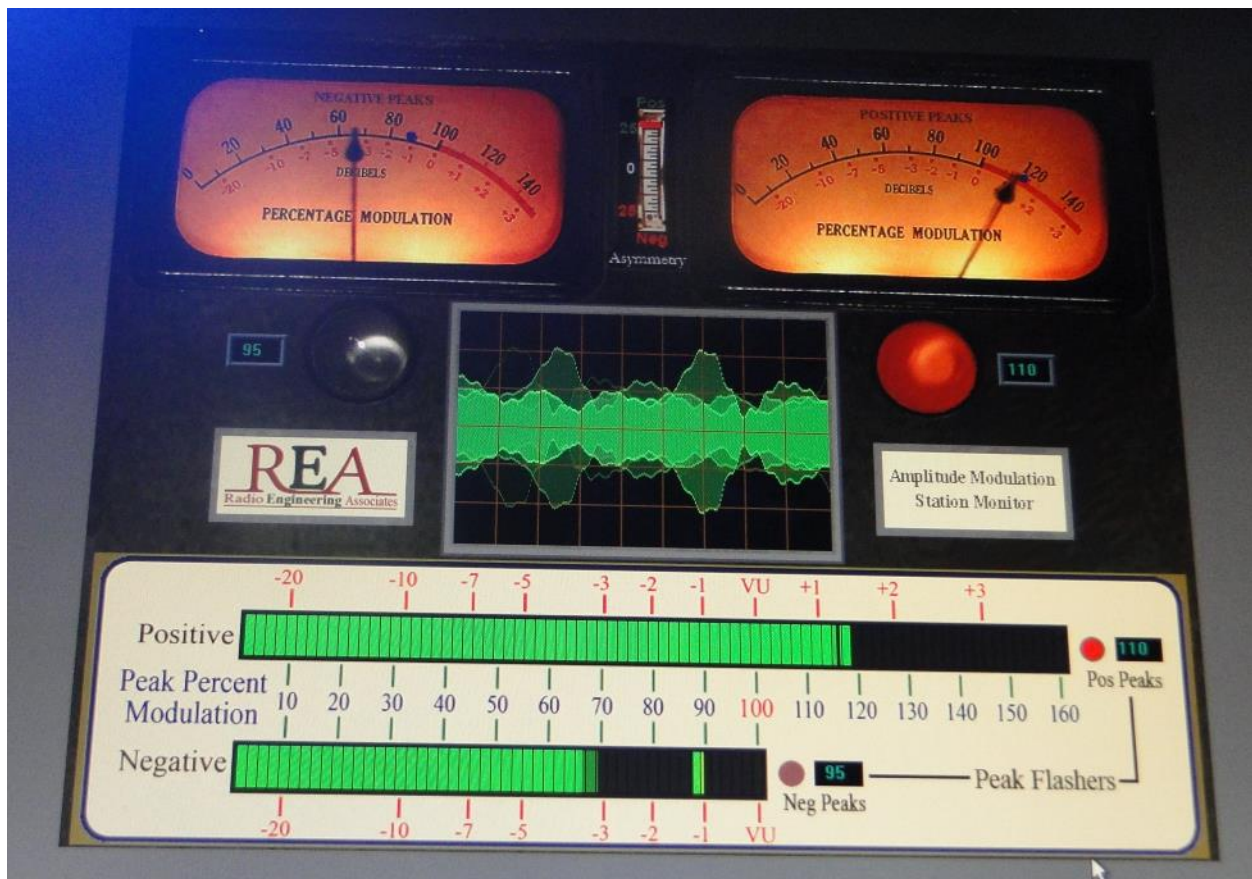 NEGATIVE PEAKS
0 20 40 60 80 100 120 140
-20 -10 -7 -5 -3 -1 0 +1 +2 +3
DECIBELS
PERCENTAGE MODULATION
Pos
25
0
25
Neg
Asymmetry
POSITIVE PEAKS
0 20 40 60 80 100 120 140
-20 -10 -7 -5 -3 -2 -1 0 +2 +3
DECIBELS
PERCENTAGE MODULATION
95
110
REA
Radio Engineering Associates
Amplitude Modulation
Station Monitor
-20 -10 -7 -5 -3 -2 -1 VU +1 +2 +3
Positive
110
Pos Peaks
Peak Percent
Modulation
10 20 30 40 50 60 70 80 90 100 110 120 130 140 150 160
Negative
95
Neg Peaks
Peak Flashers
-20 -10 -7 -5 -3 -2 -1 VU